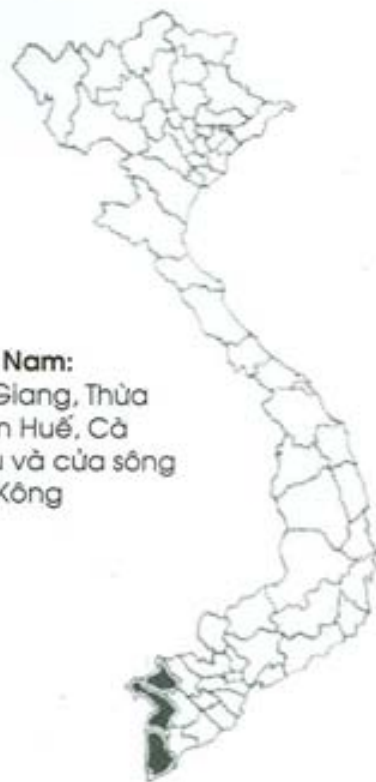 Nam:
Giang, Thừa
n Huế, Cà
u và cửa sông
Kông